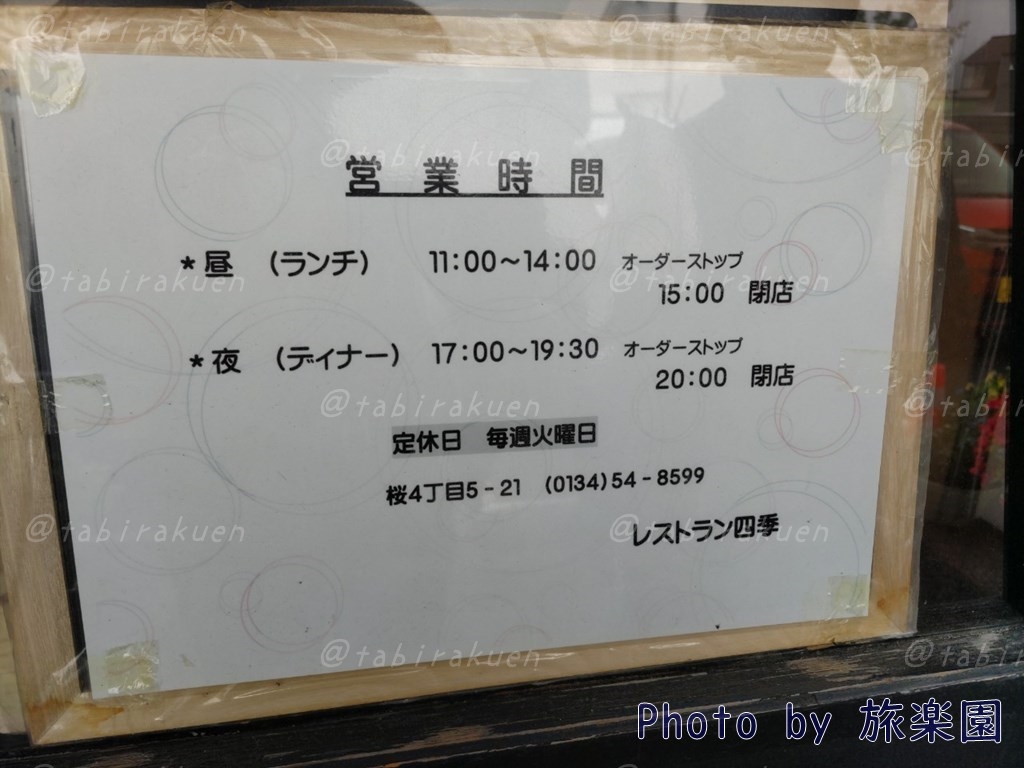 営業時間
*昼 （ランチ） 11:00～14:00 オーダーストップ
15:00 閉店
*夜 （ディナー） 17:00～19:30 オーダーストップ
20:00 閉店
定休日 毎週火曜日
桜4丁目5-21 (0134)54-8599
レストラン四季
@tabirakuen
Photo by 旅楽園